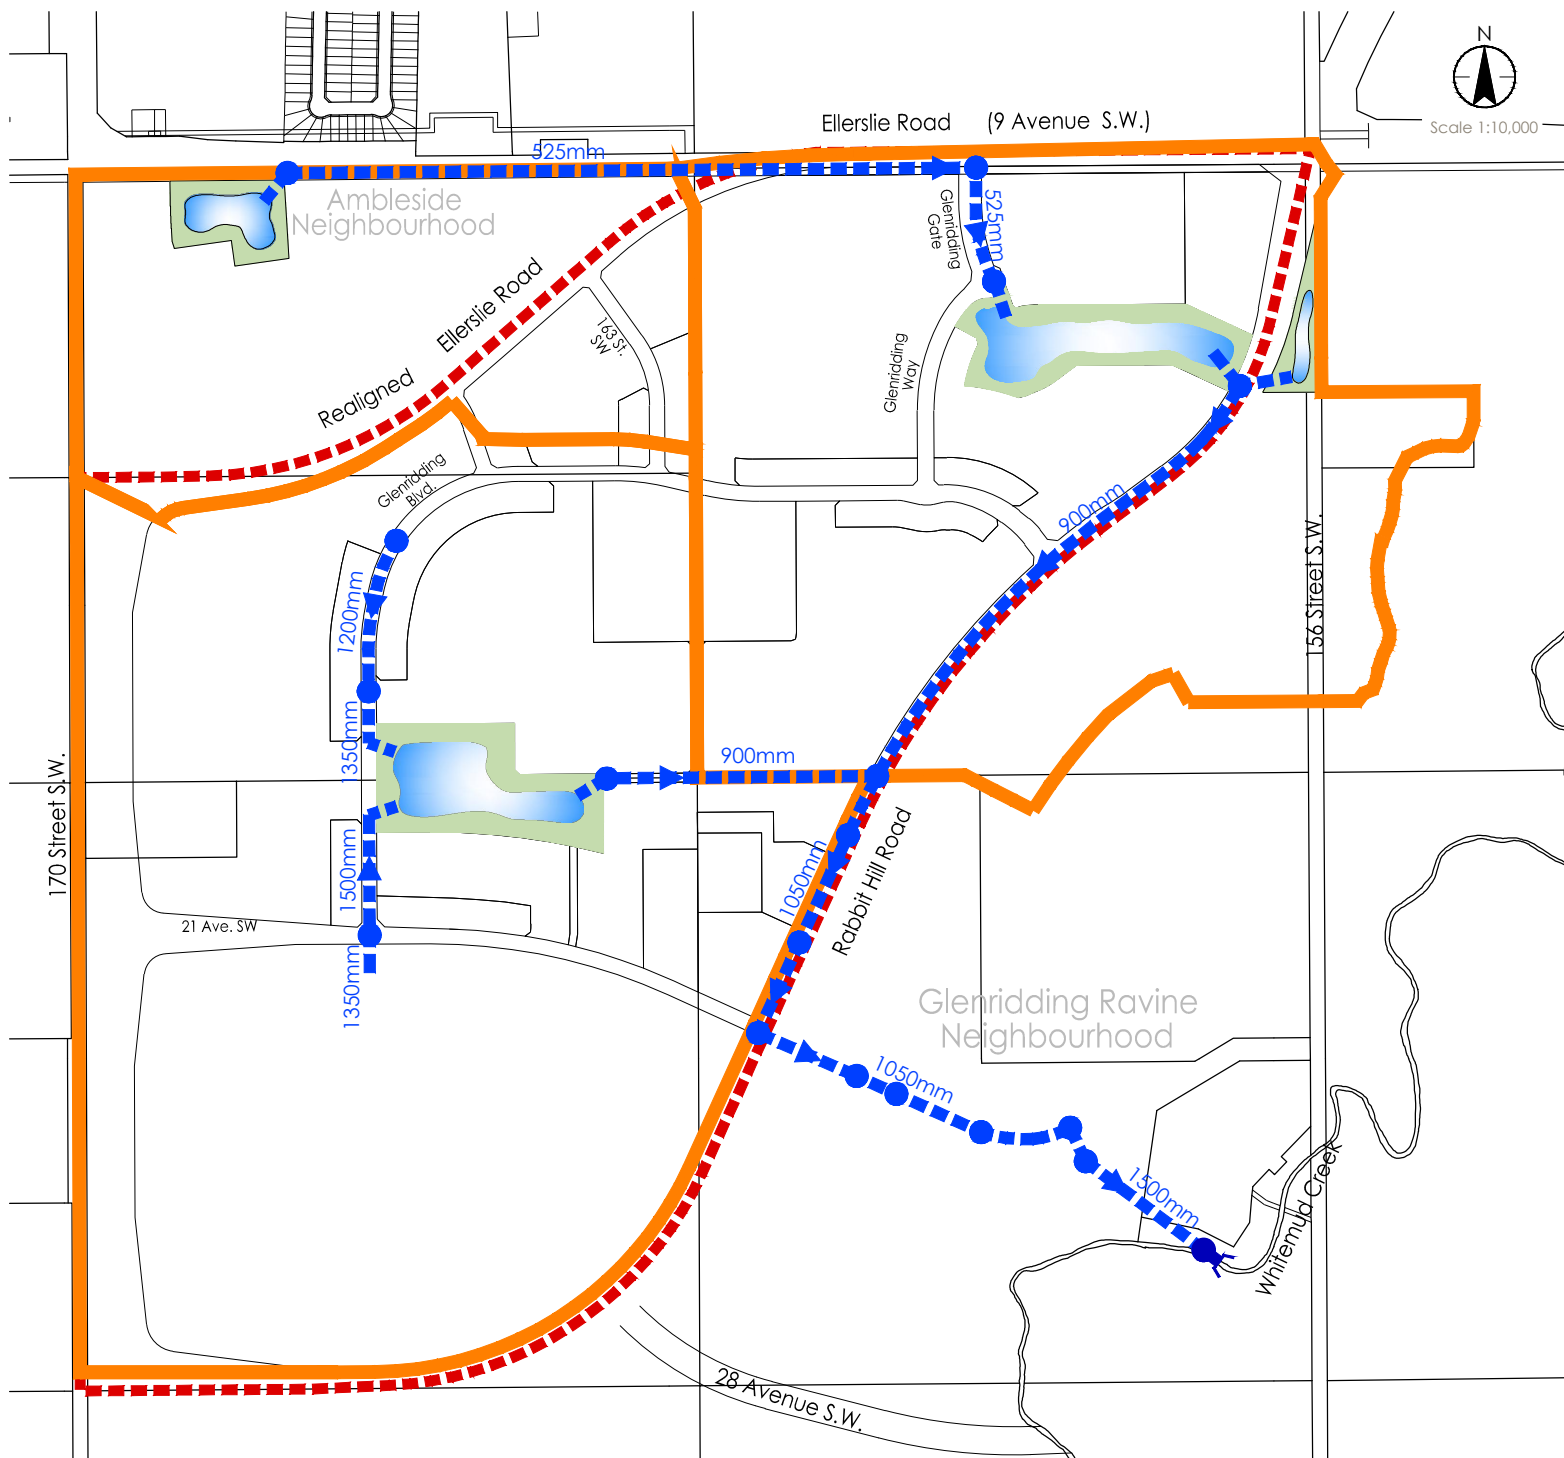 N
Scale 1:10,000
Ellerslie Road (9 Avenue S.W.)
525mm
Ambleside
Neighbourhood
525mm
Glenridding
Gate
Realigned Ellerslie Road
163 St.
SW
Glenridding
Way
Glenridding
Blvd.
900mm
156 Street S.W.
1200mm
1350mm
900mm
170 Street S.W.
1500mm
1050mm
Rabbit Hill Road
21 Ave. SW
1350mm
Glenridding Ravine
Neighbourhood
1050mm
1500mm
Whitemud Creek
28 Avenue S.W.